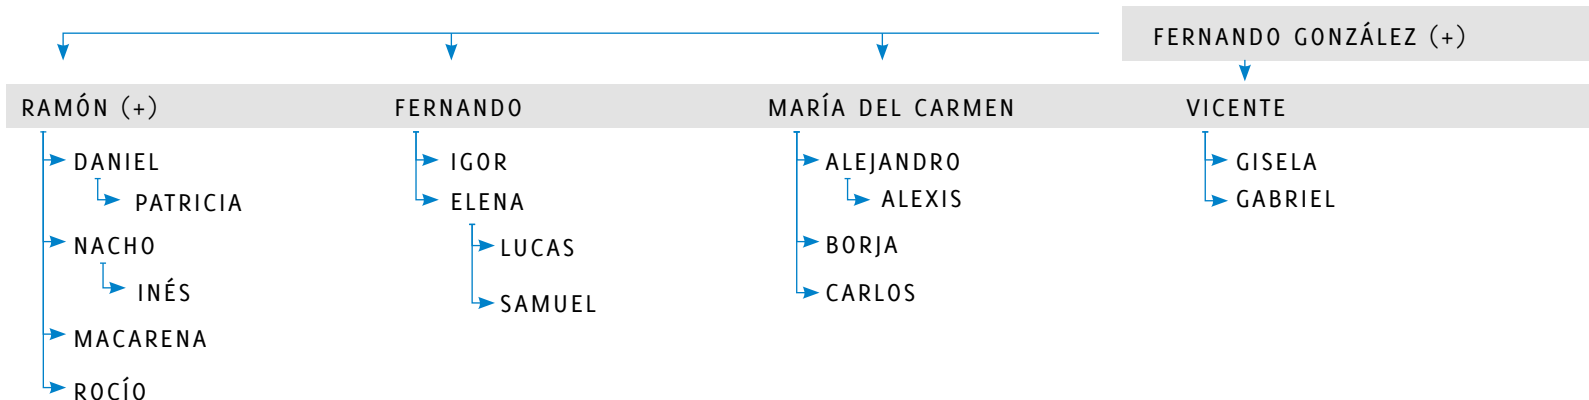 FERNANDO GONZÁLEZ (+)
RAMÓN (+)
DANIEL
PATRICIA
NACHO
INÉS
MACARENA
ROCÍO
FERNANDO
IGOR
ELENA
LUCAS
SAMUEL
MARÍA DEL CARMEN
ALEJANDRO
ALEXIS
BORJA
CARLOS
VICENTE
GISELA
GABRIEL